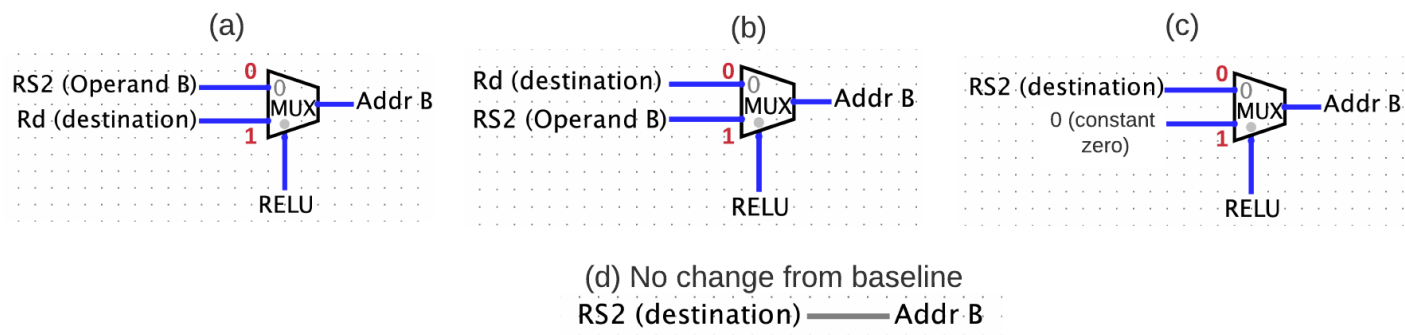 (a)
0
RS2 (Operand B)
0
MUX
Addr B
Rd (destination)
1
RELU
(b)
0
Rd (destination)
0
MUX
Addr B
RS2 (Operand B)
1
RELU
(c)
0
RS2 (destination)
0
MUX
Addr B
0 (constant
zero)
1
RELU
(d) No change from baseline
RS2 (destination)
Addr B